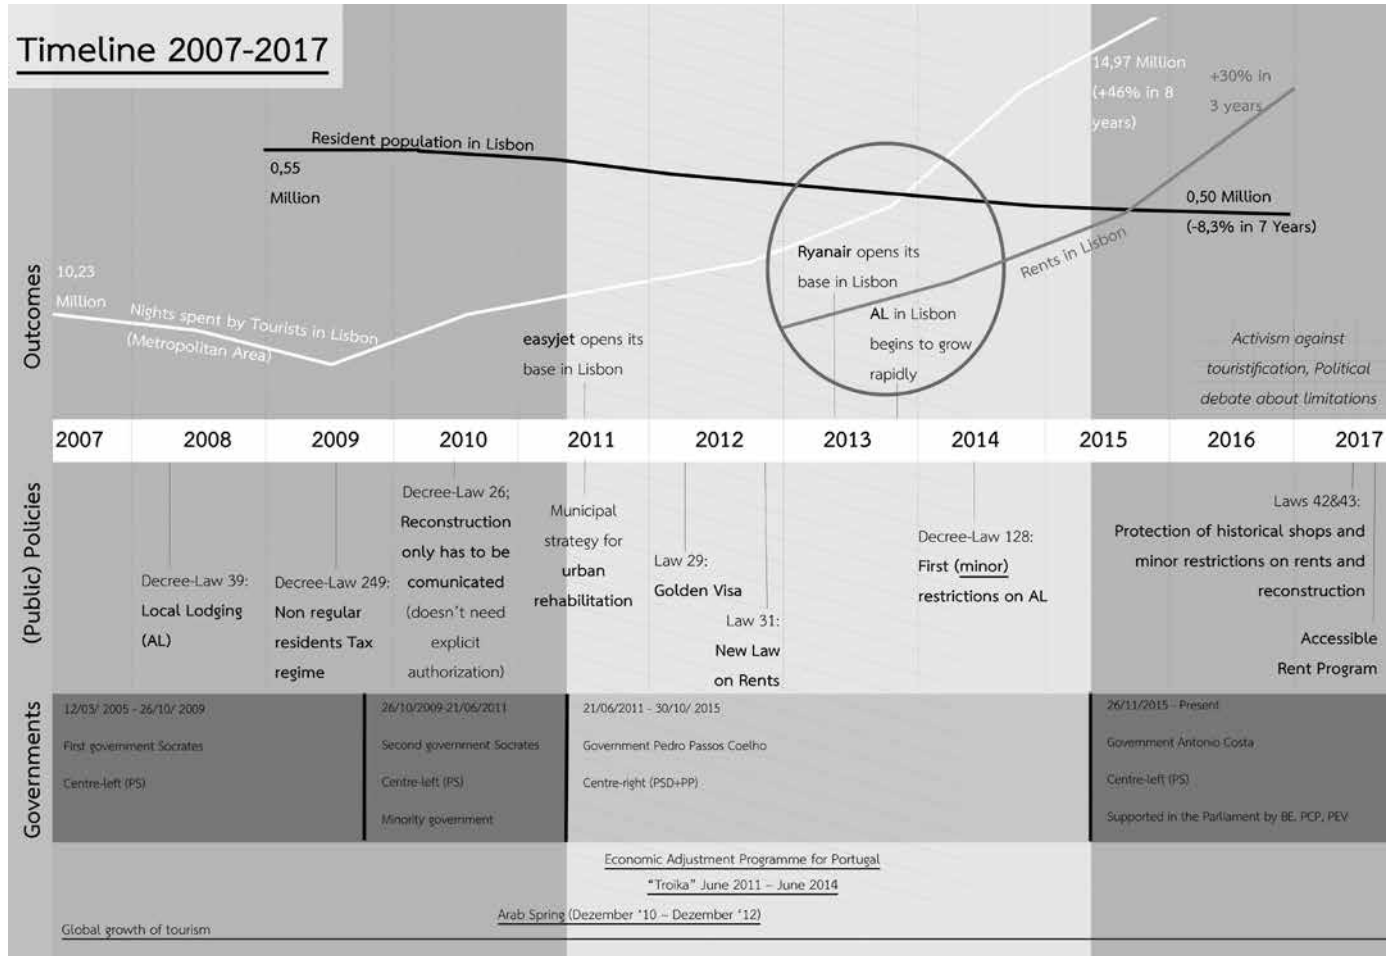 Timeline 2007-2017
Outcomes
Resident population in Lisbon
0,55
Million
14,97 Million
(+46% in 8
years)
+30% in
3 years
0,50 Million
(-8,3% in 7 Years)
Rents in Lisbon
10,23
Million
Nights spent by Tourists in Lisbon
(Metropolitan Area)
easyjet opens its
base in Lisbon
Ryanair opens its
base in Lisbon
AL in Lisbon
begins to grow
rapidly
Activism against
touristification, Political
debate about limitations
2007 2008 2009 2010 2011 2012 2013 2014 2015 2016 2017
(Public) Policies
Decree-Law 39:
Local Lodging
(AL)
Decree-Law 249:
Non regular
residents Tax
regime
Decree-Law 26;
Reconstruction
only has to be
comunicated
(doesn't need
explicit
authorization)
Municipal
strategy for
urban
rehabilitation
Law 29:
Golden Visa
Law 31:
New Law
on Rents
Decree-Law 128:
First (minor)
restrictions on AL
Laws 42&43:
Protection of historical shops and
minor restrictions on rents and
reconstruction
Accessible
Rent Program
Governments
12/03/ 2005 - 26/10/ 2009
First government Socrates
Centre-left (PS)
26/10/2009-21/06/2011
Second government Socrates
Centre-left (PS)
Minority government
21/06/2011 - 30/10/ 2015
Government Pedro Passos Coelho
Centre-right (PSD+PP)
26/11/2015 - Present
Government Antonio Costa
Centre-left (PS)
Supported in the Parliament by BE, PCP, PEV
Economic Adjustment Programme for Portugal
"Troika" June 2011 – June 2014
Arab Spring (Dezember '10 – Dezember '12)
Global growth of tourism